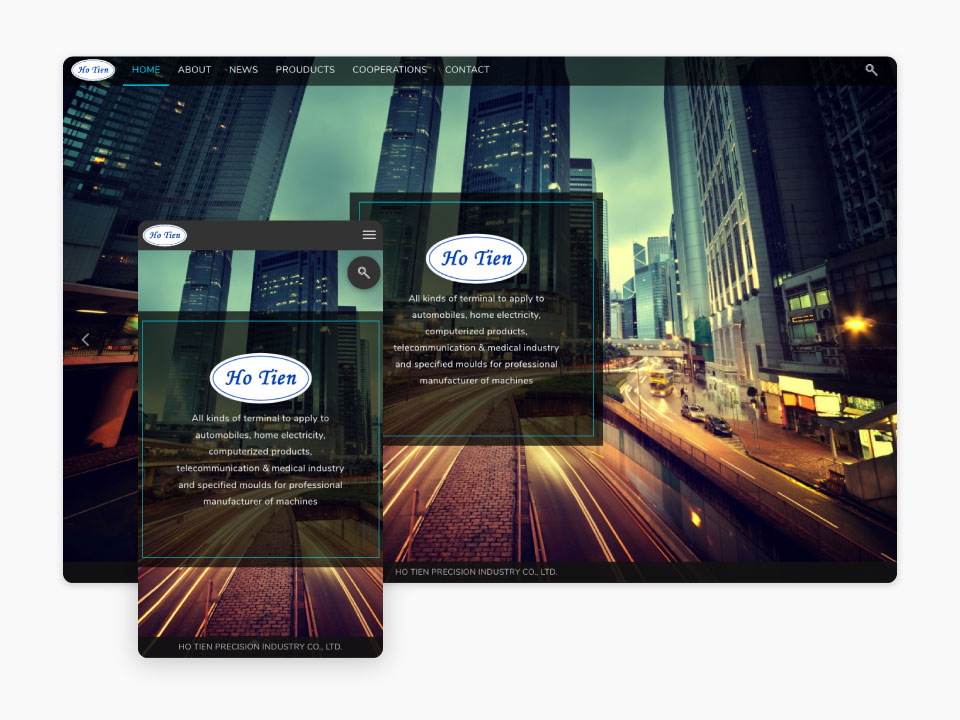 Ho Tien
HOME ABOUT NEWS PROUDUCTS COOPERATIONS CONTACT
Ho Tien
All kinds of terminal to apply to
automobiles, home electricity,
computerized products,
telecommunication & medical industry
and specified moulds for professional
manufacturer of machines
HO TIEN PRECISION INDUSTRY CO., LTD.
Ho Tien
Ho Tien
All kinds of terminal to apply to
automobiles, home electricity,
computerized products,
telecommunication & medical industry
and specified moulds for professional
manufacturer of machines
HO TIEN PRECISION INDUSTRY CO., LTD.